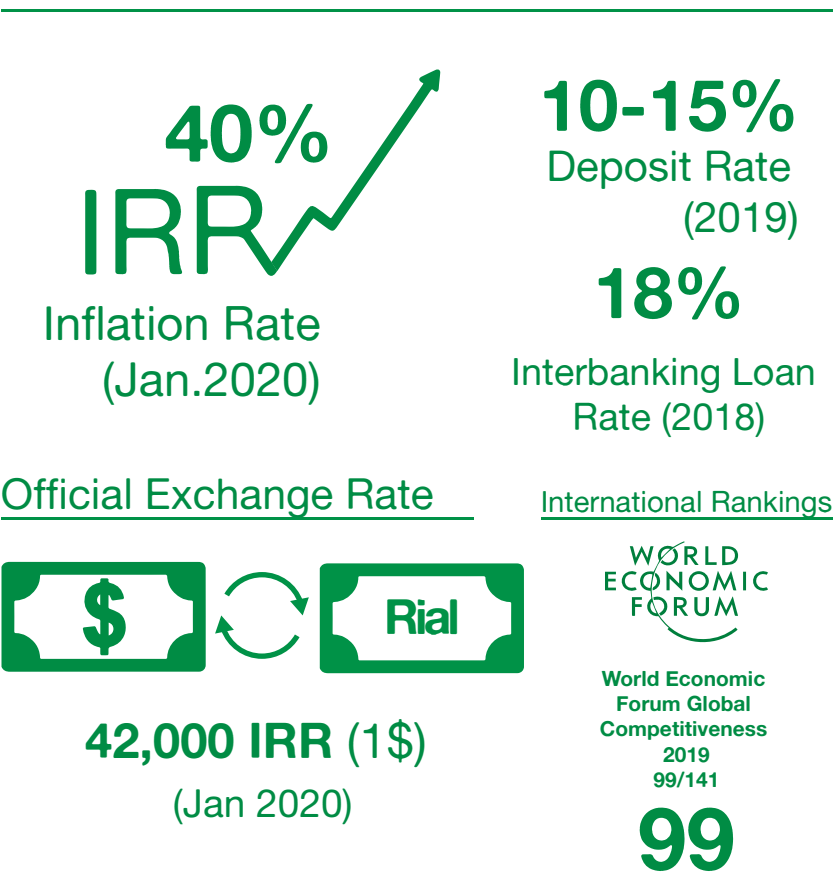 40%
IRR
Inflation Rate
(Jan.2020)
10-15%
Deposit Rate
(2019)
18%
Interbanking Loan
Rate (2018)
Official Exchange Rate
$
Rial
42,000 IRR (1$)
(Jan 2020)
International Rankings
WORLD
ECONOMIC
FORUM
World Economic
Forum Global
Competitiveness
2019
99/141
99